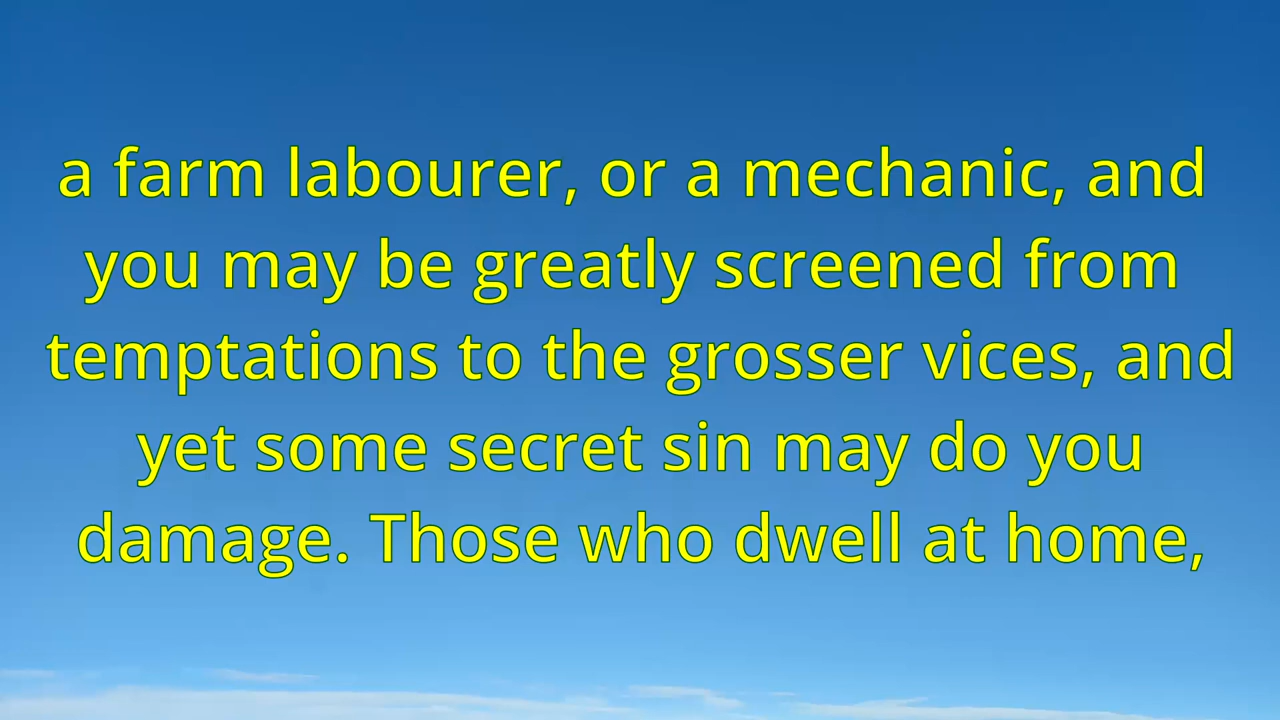 a farm labourer, or a mechanic, and
you may be greatly screened from
temptations to the grosser vices, and
yet some secret sin may do you
damage. Those who dwell at home,